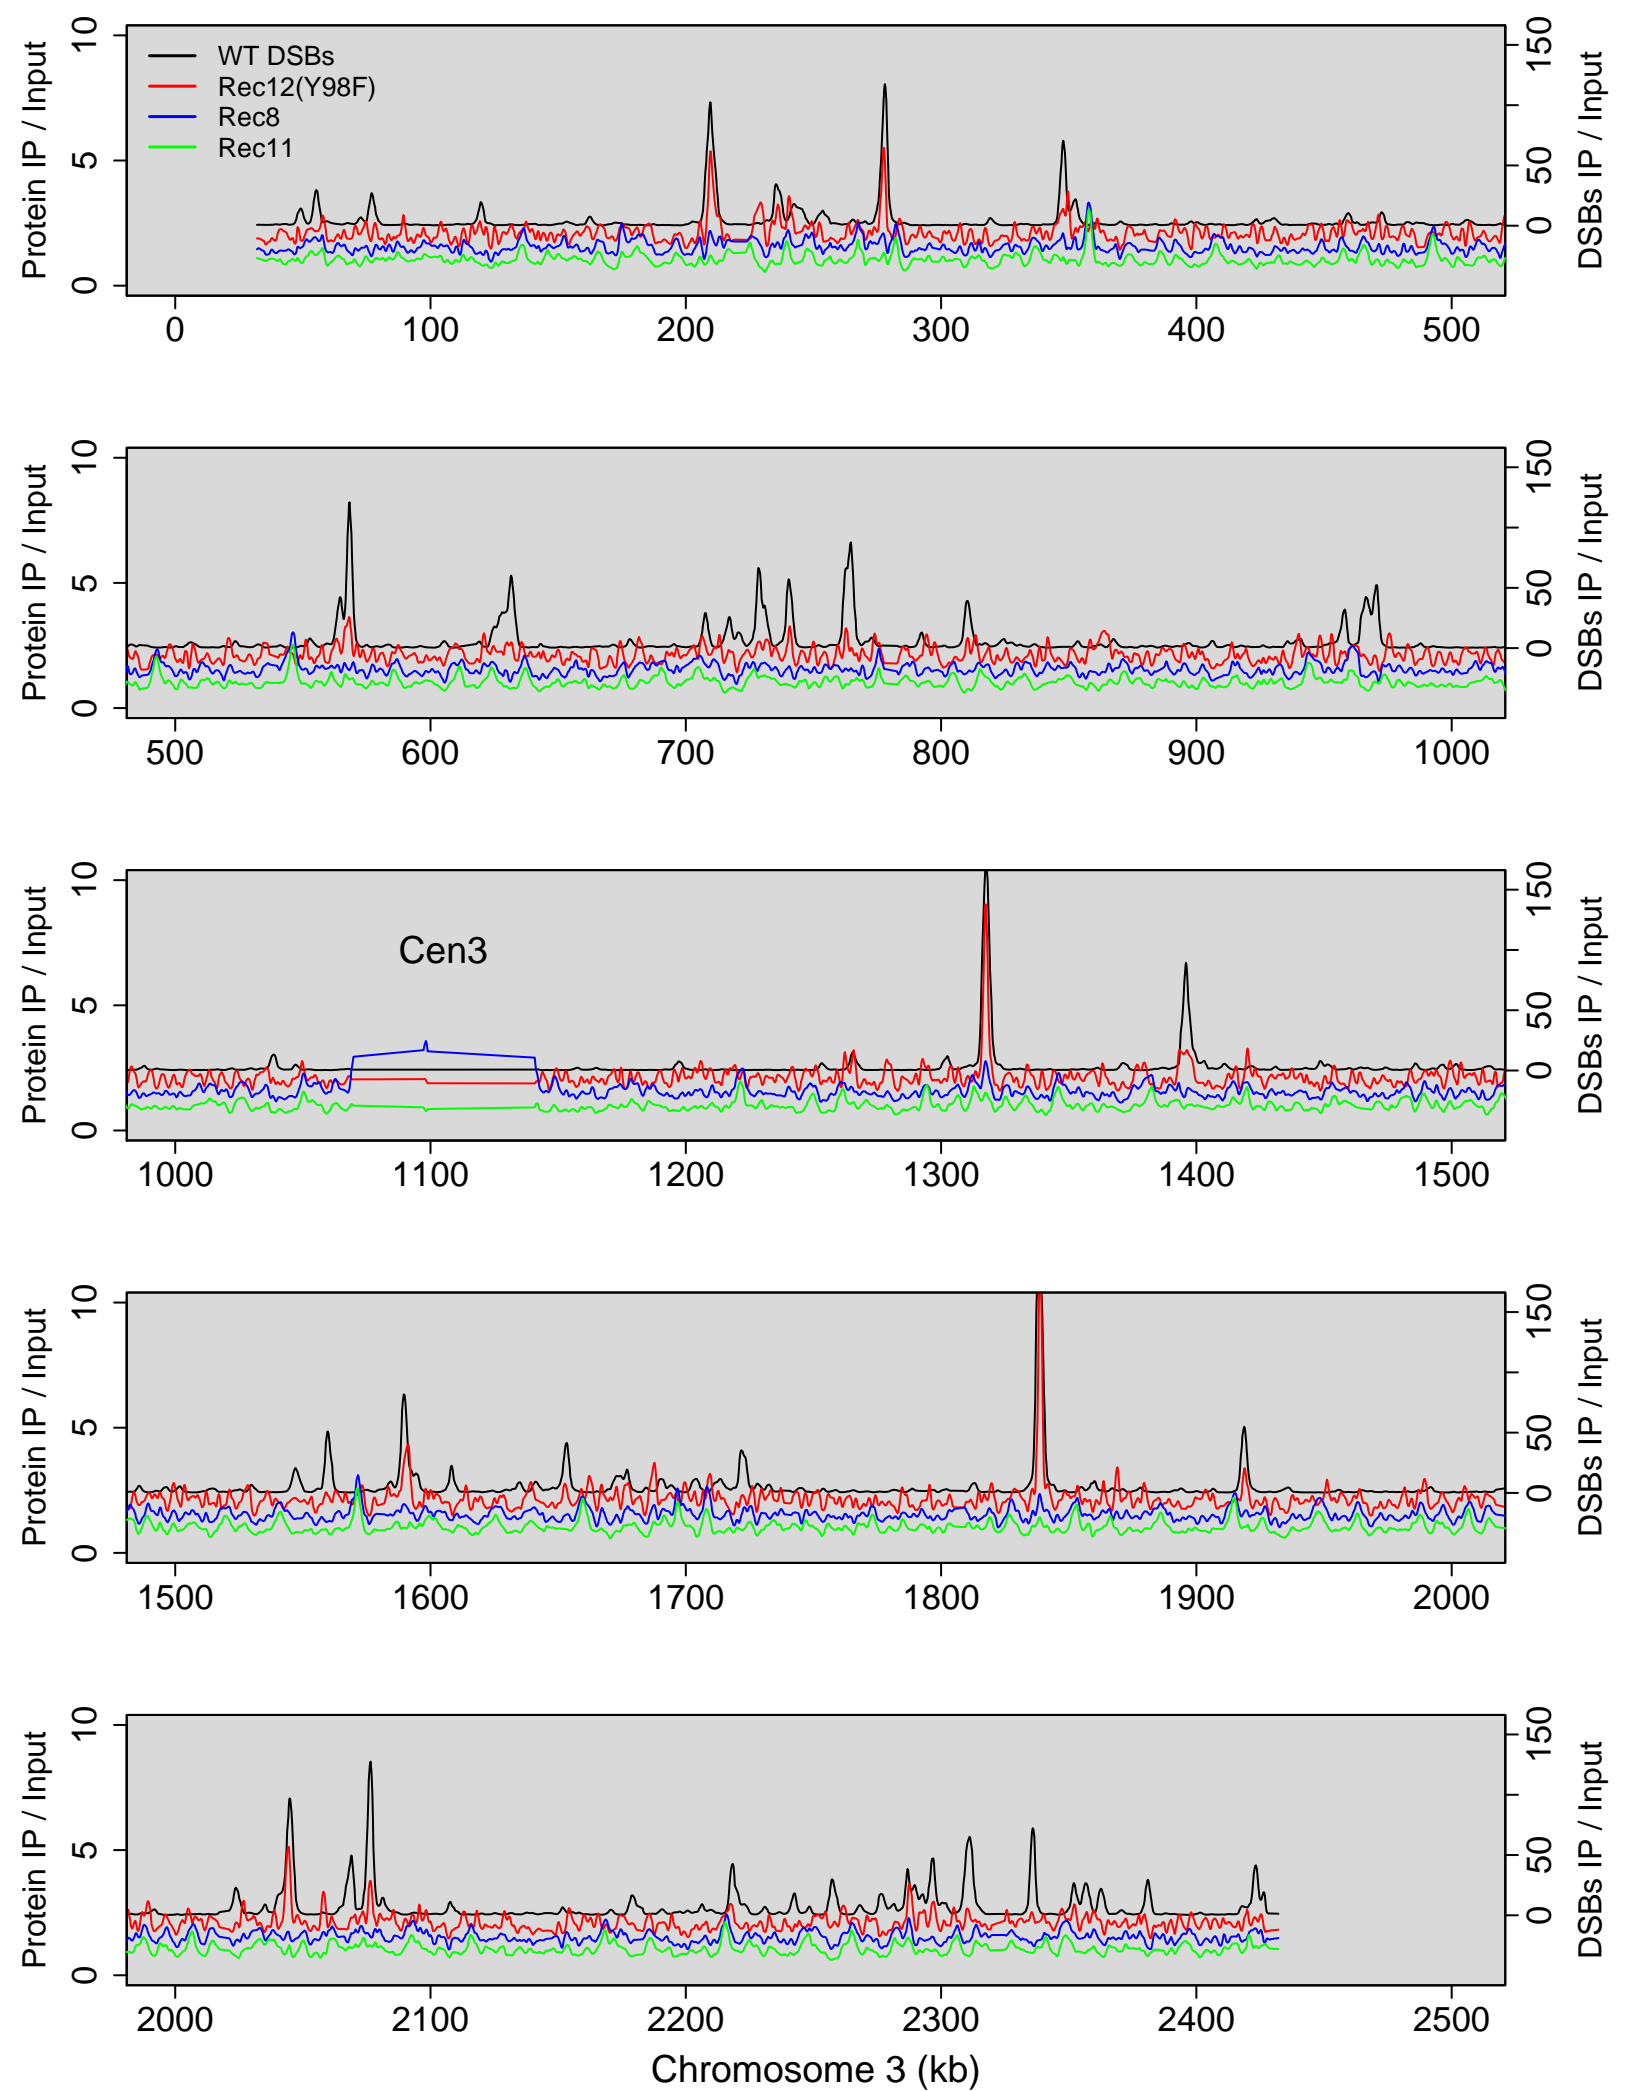 Protein IP / Input
10
5
0
WT DSBs
Rec12(Y98F)
Rec8
Rec11
150
50
0
DSBs IP / Input
0 100 200 300 400 500
Protein IP / Input
10
5
0
150
50
0
DSBs IP / Input
500 600 700 800 900 1000
Protein IP / Input
10
5
0
Cen3
150
50
0
DSBs IP / Input
1000 1100 1200 1300 1400 1500
Protein IP / Input
10
5
0
150
50
0
DSBs IP / Input
1500 1600 1700 1800 1900 2000
Protein IP / Input
10
5
0
150
50
0
DSBs IP / Input
2000 2100 2200 2300 2400 2500
Chromosome 3 (kb)